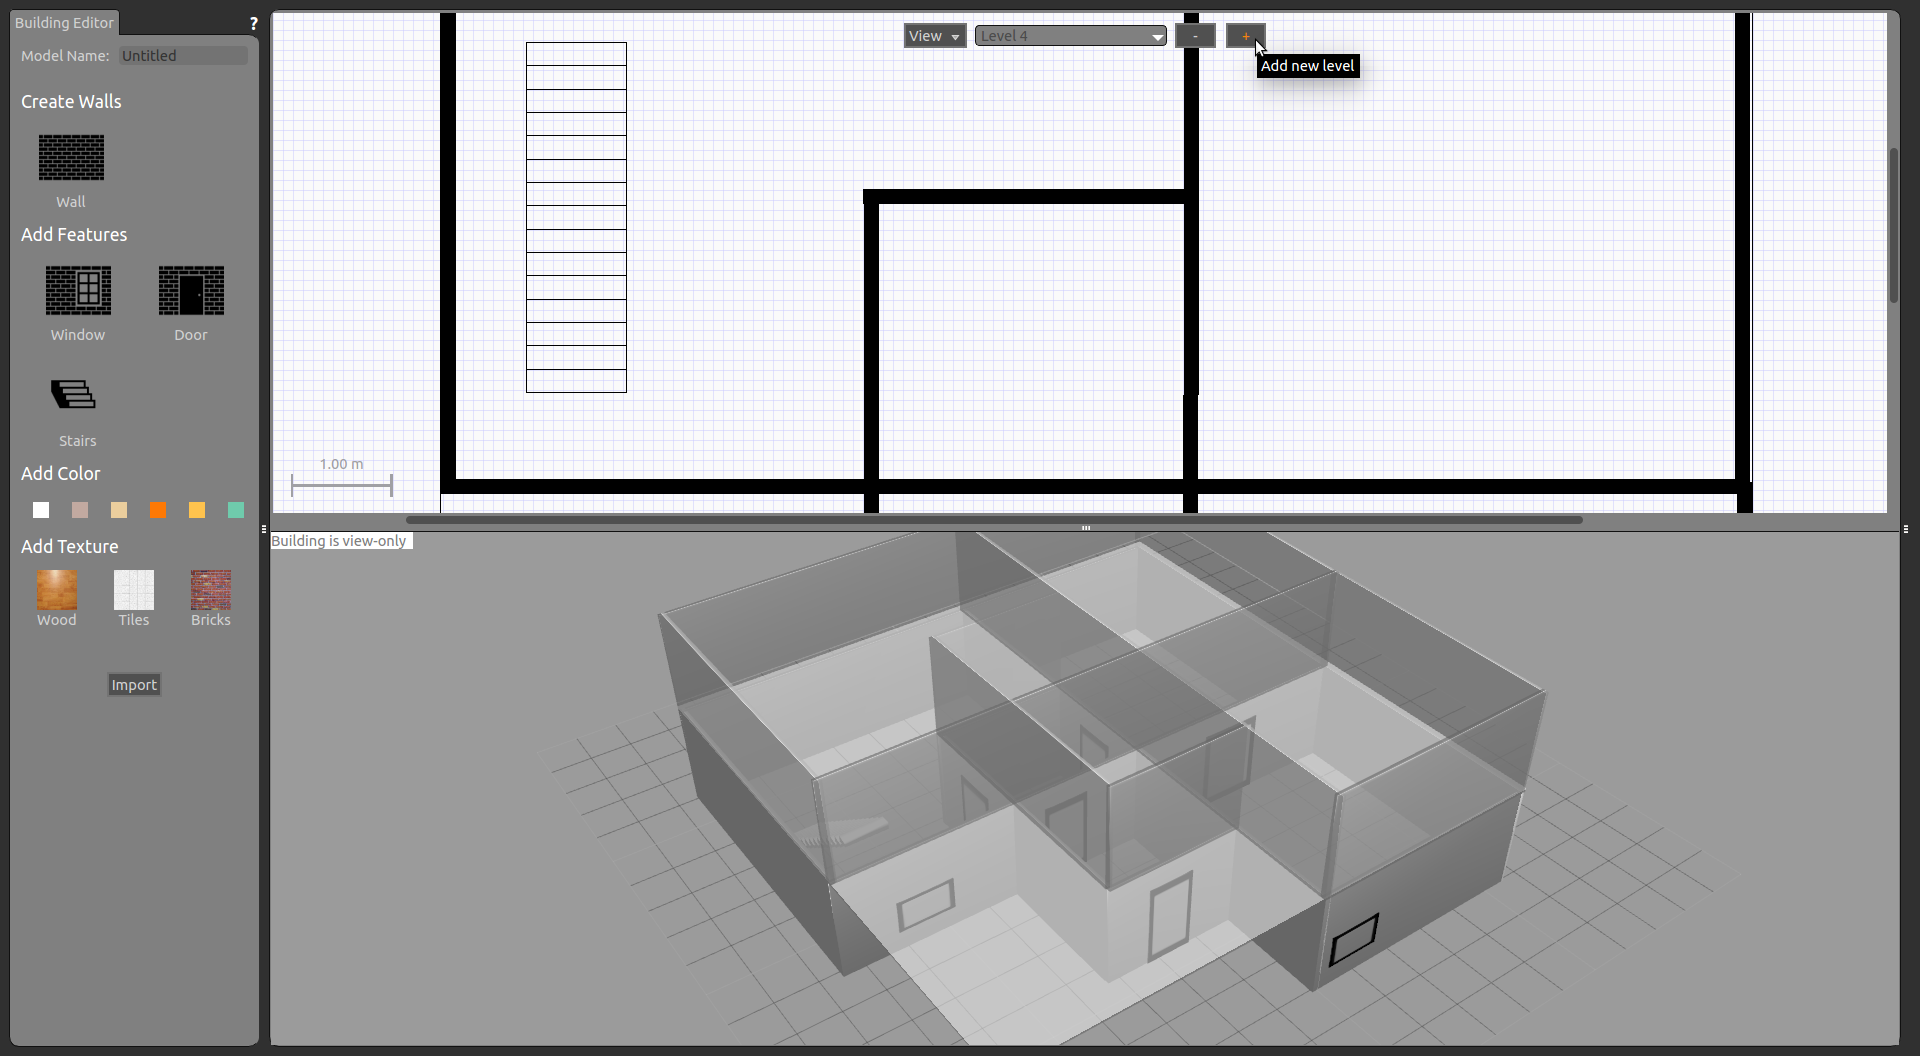 Building Editor
?
Model Name: Untitled
Create Walls
Wall
Add Features
Window Door
Stairs
Add Color
Add Texture
Wood Tiles Bricks
Import
View Level 4 - +
Add new level
1.00 m
Building is view-only